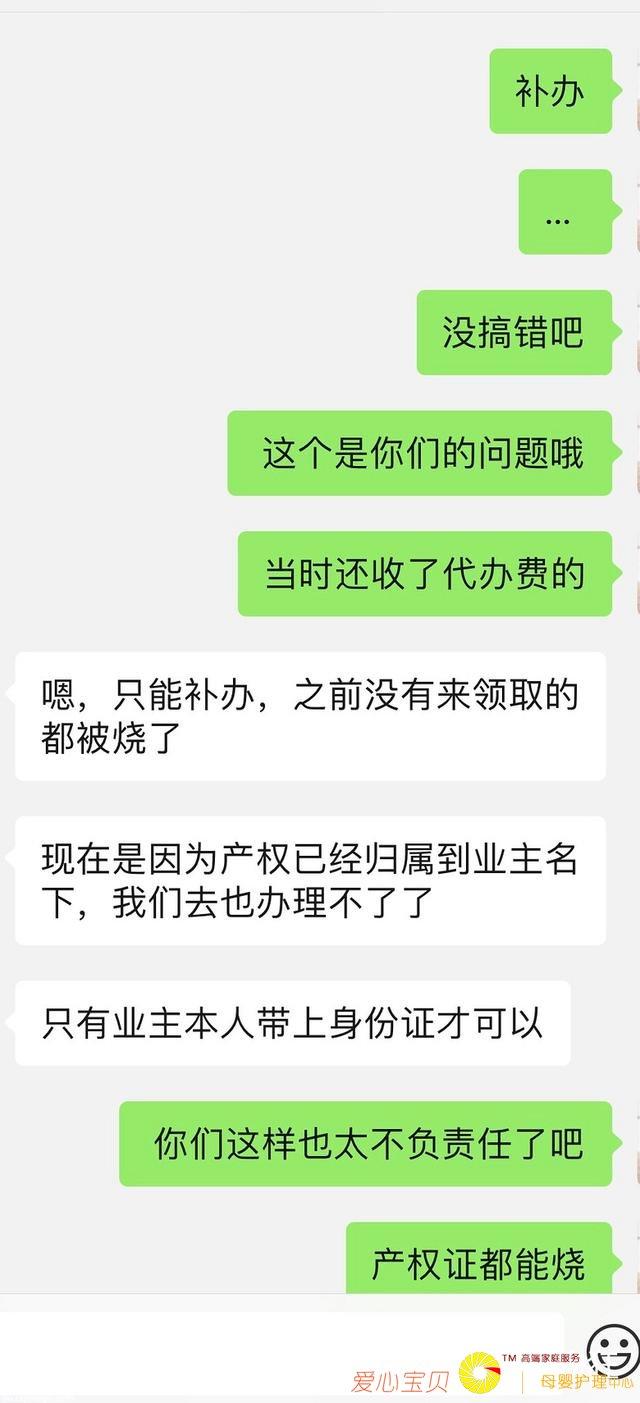 补办
...
没搞错吧
这个是你们的问题哦
当时还收了代办费的
嗯，只能补办，之前没有来领取的
都被烧了
现在是因为产权已经归属到业主名
下，我们去也办理不了了
只有业主本人带上身份证才可以
你们这样也太不负责任了吧
产权证都能烧
爱心宝贝
TM 高端家庭服务
母婴护理中心